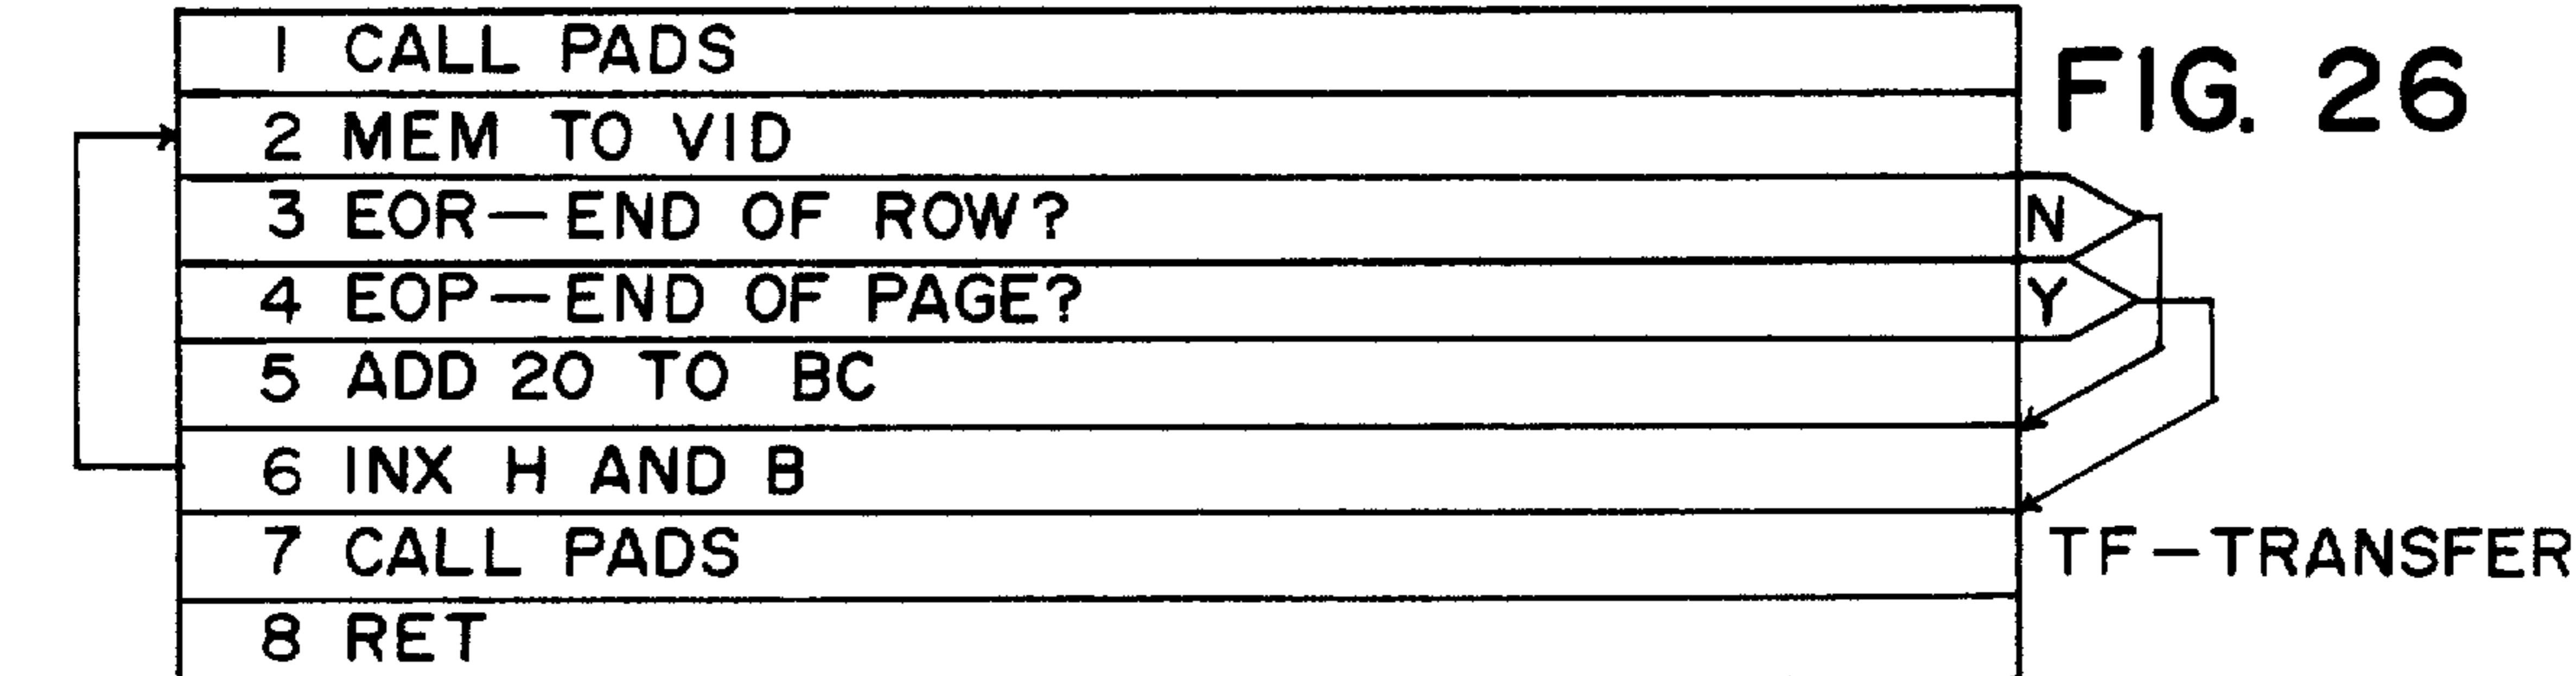 1 CALL PADS
FIG. 26
2 MEM TO VID
3 EOR—END OF ROW?
N
4 EOP—END OF PAGE?
Y
5 ADD 20 TO BC
6 INX H AND B
7 CALL PADS
TF—TRANSFER
8 RET